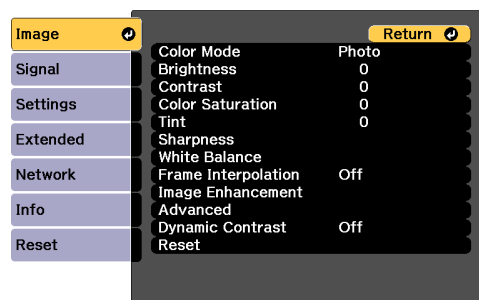 Image
Signal
Settings
Extended
Network
Info
Reset
Return
Color Mode Photo
Brightness 0
Contrast 0
Color Saturation 0
Tint 0
Sharpness
White Balance
Frame Interpolation Off
Image Enhancement
Advanced
Dynamic Contrast Off
Reset